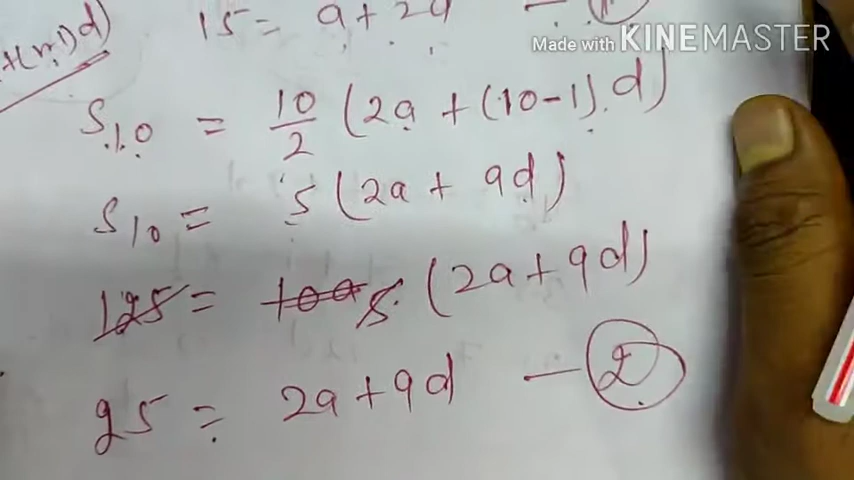 15 = a + 2d — 1
+(n-1)d)
Made with KINEMASTER
S10 = 10/2 (2a + (10-1).d)
S10 = 5 (2a + 9d)
125 = 5 (2a + 9d)
25 = 2a + 9d — 2